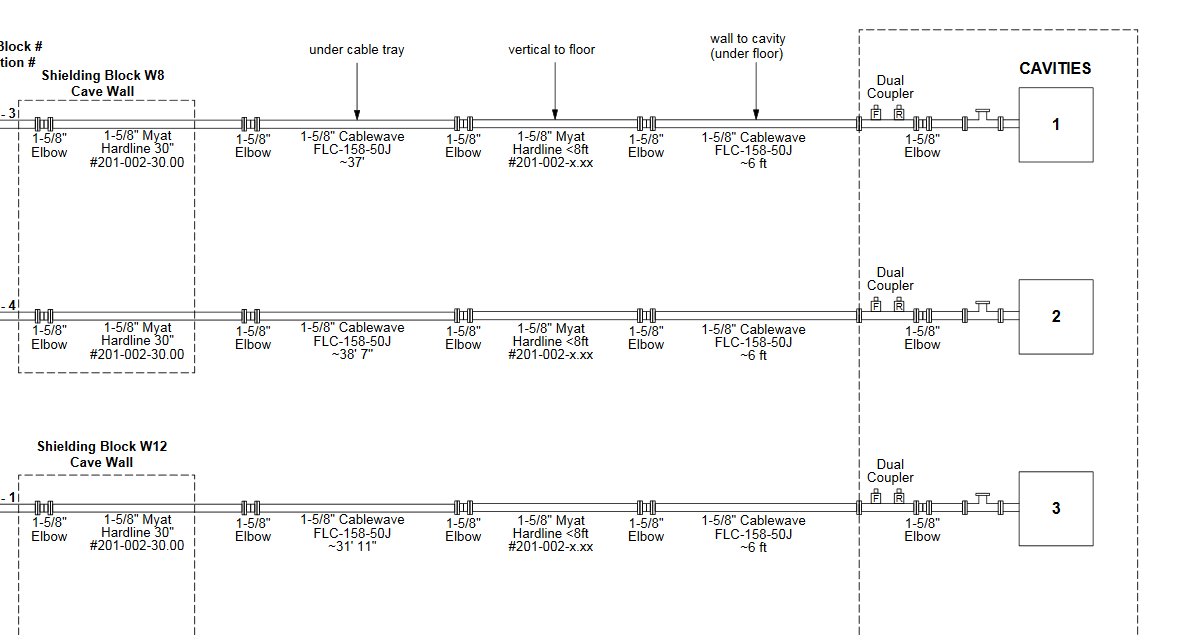 Block #
tion #
Shielding Block W8
Cave Wall
under cable tray
vertical to floor
wall to cavity
(under floor)
CAVITIES
- 3
1-5/8"
Elbow
1-5/8" Myat
Hardline 30"
#201-002-30.00
1-5/8"
Elbow
1-5/8" Cablewave
FLC-158-50J
~37'
1-5/8"
Elbow
1-5/8" Myat
Hardline <8ft
#201-002-x.xx
1-5/8"
Elbow
1-5/8" Cablewave
FLC-158-50J
~6 ft
Dual
Coupler
F R
1-5/8"
Elbow
1
- 4
1-5/8"
Elbow
1-5/8" Myat
Hardline 30"
#201-002-30.00
1-5/8"
Elbow
1-5/8" Cablewave
FLC-158-50J
~38' 7"
1-5/8"
Elbow
1-5/8" Myat
Hardline <8ft
#201-002-x.xx
1-5/8"
Elbow
1-5/8" Cablewave
FLC-158-50J
~6 ft
Dual
Coupler
F R
1-5/8"
Elbow
2
Shielding Block W12
Cave Wall
- 1
1-5/8"
Elbow
1-5/8" Myat
Hardline 30"
#201-002-30.00
1-5/8"
Elbow
1-5/8" Cablewave
FLC-158-50J
~31' 11"
1-5/8"
Elbow
1-5/8" Myat
Hardline <8ft
#201-002-x.xx
1-5/8"
Elbow
1-5/8" Cablewave
FLC-158-50J
~6 ft
Dual
Coupler
F R
1-5/8"
Elbow
3